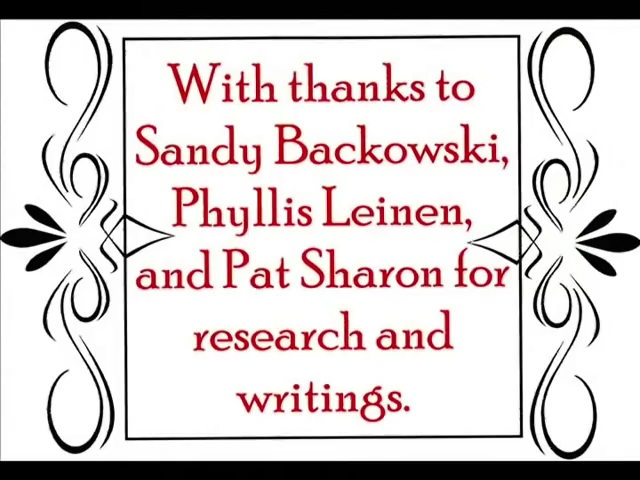 With thanks to
Sandy Backowski,
Phyllis Leinen,
and Pat Sharon for
research and
writings.